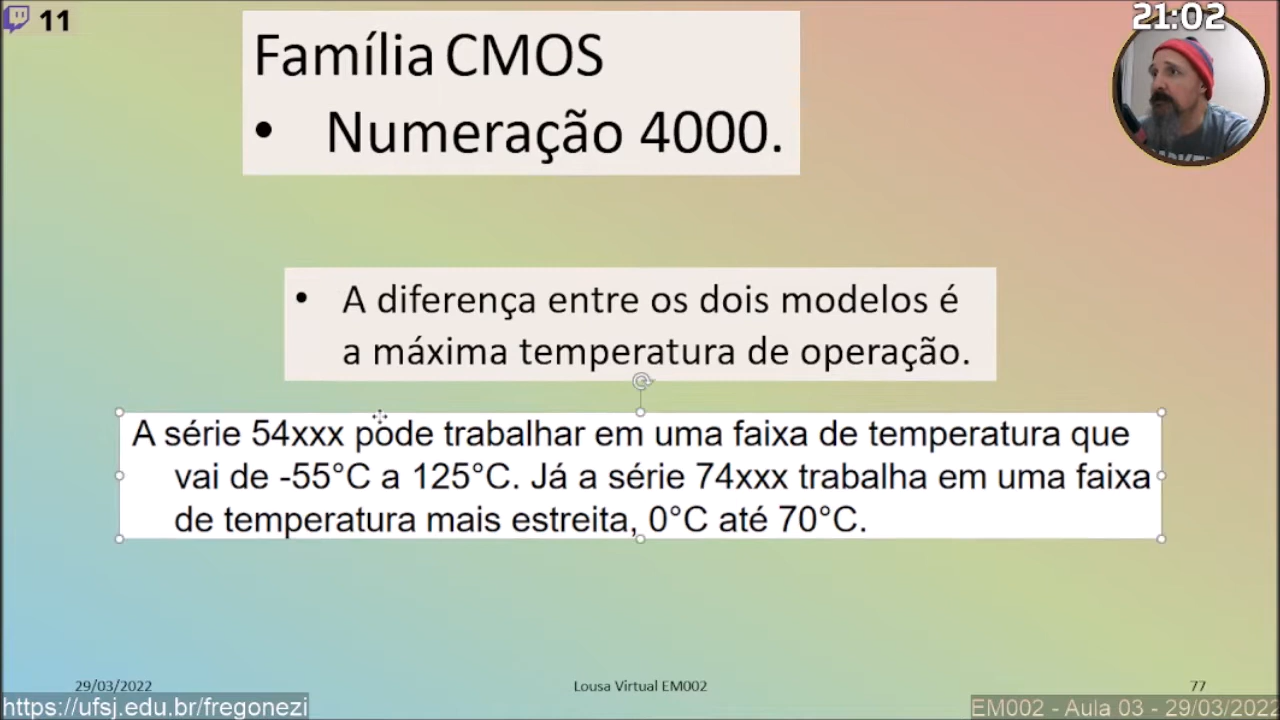 11
21:02
Família CMOS
• Numeração 4000.
• A diferença entre os dois modelos é
a máxima temperatura de operação.
A série 54xxx pode trabalhar em uma faixa de temperatura que
vai de -55°C a 125°C. Já a série 74xxx trabalha em uma faixa
de temperatura mais estreita, 0°C até 70°C.
29/03/2022
Lousa Virtual EM002
77
https://ufsj.edu.br/fregonezi
EM002 - Aula 03 - 29/03/2022